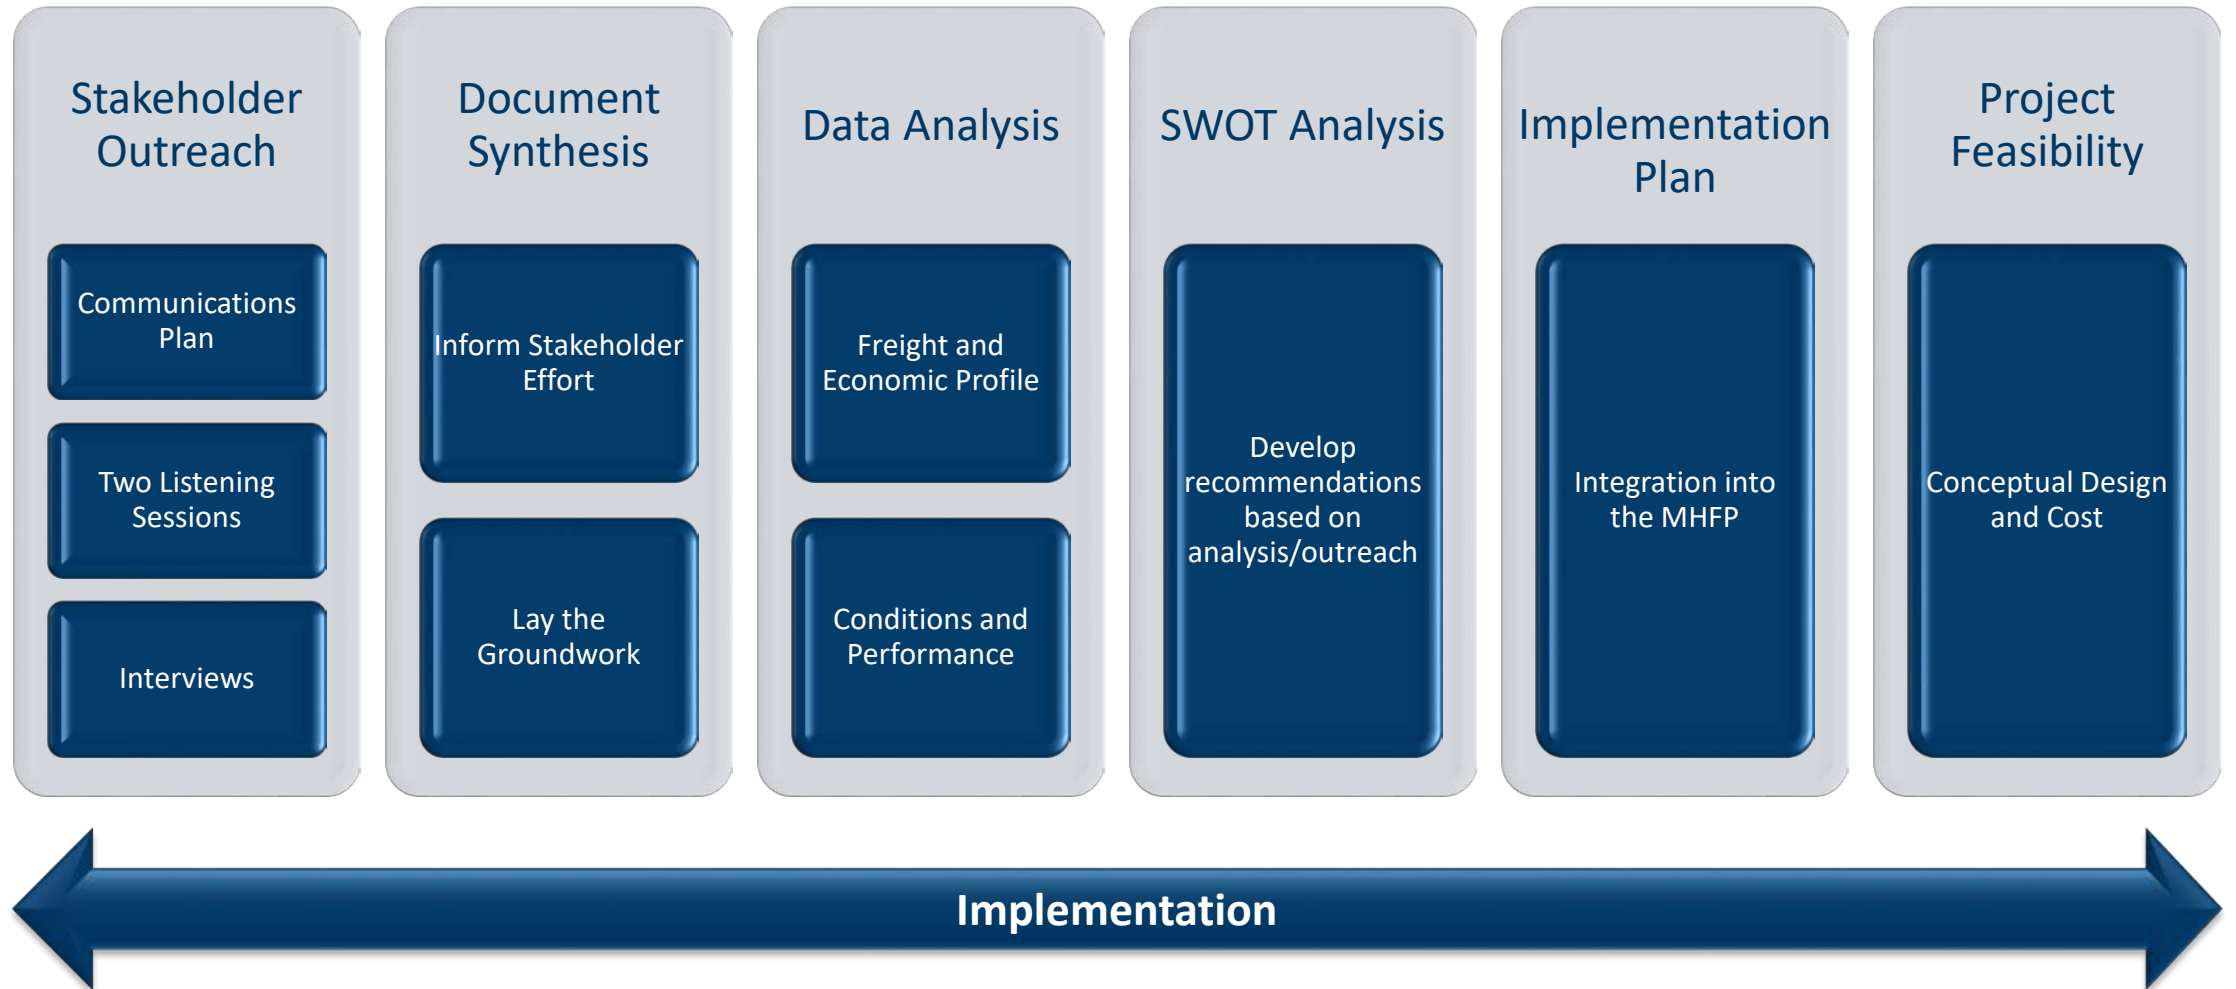 Stakeholder
Outreach
Communications
Plan
Two Listening
Sessions
Interviews
Document
Synthesis
Inform Stakeholder
Effort
Lay the
Groundwork
Data Analysis
Freight and
Economic Profile
Conditions and
Performance
SWOT Analysis
Develop
recommendations
based on
analysis/outreach
Implementation
Plan
Integration into
the MHFP
Project
Feasibility
Conceptual Design
and Cost
Implementation